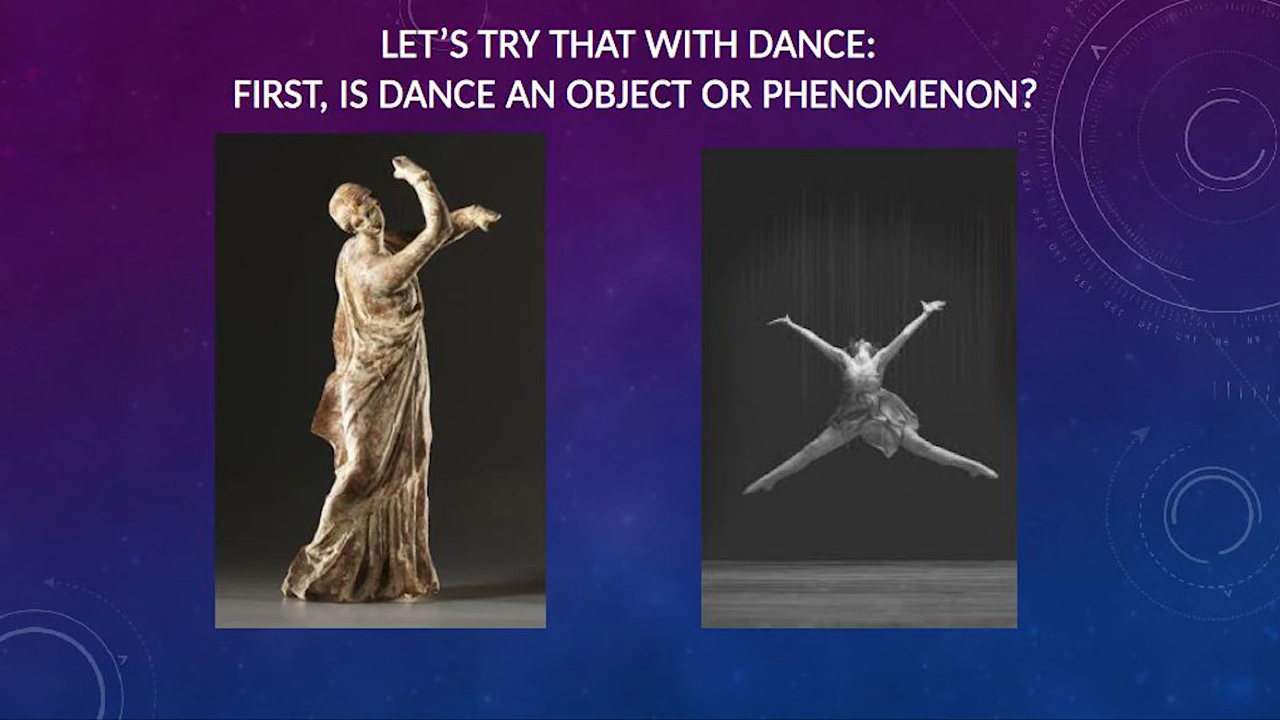 LET’S TRY THAT WITH DANCE:
FIRST, IS DANCE AN OBJECT OR PHENOMENON?